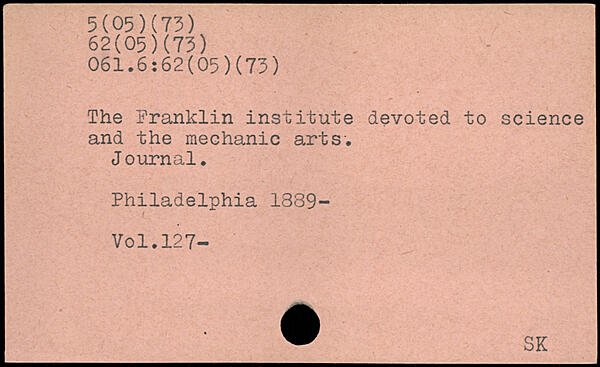 5(05)(73)
62(05)(73)
061.6:62(05)(73)
The Franklin institute devoted to science
and the mechanic arts.
Journal.
Philadelphia 1889-
Vol.127-
SK